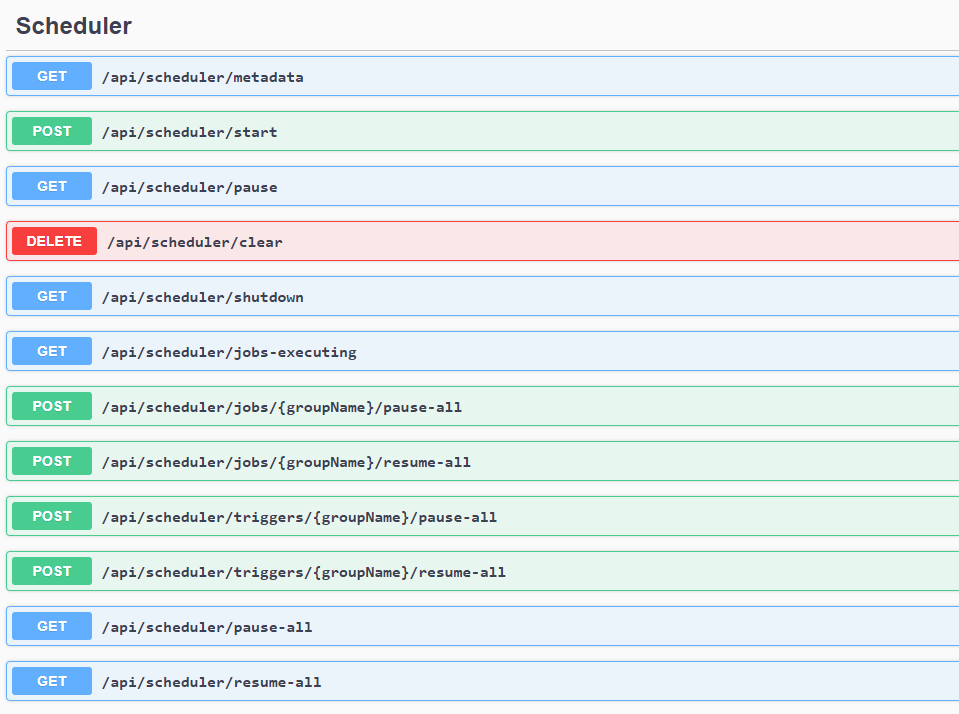 Scheduler
GET /api/scheduler/metadata
POST /api/scheduler/start
GET /api/scheduler/pause
DELETE /api/scheduler/clear
GET /api/scheduler/shutdown
GET /api/scheduler/jobs-executing
POST /api/scheduler/jobs/{groupName}/pause-all
POST /api/scheduler/jobs/{groupName}/resume-all
POST /api/scheduler/triggers/{groupName}/pause-all
POST /api/scheduler/triggers/{groupName}/resume-all
GET /api/scheduler/pause-all
GET /api/scheduler/resume-all